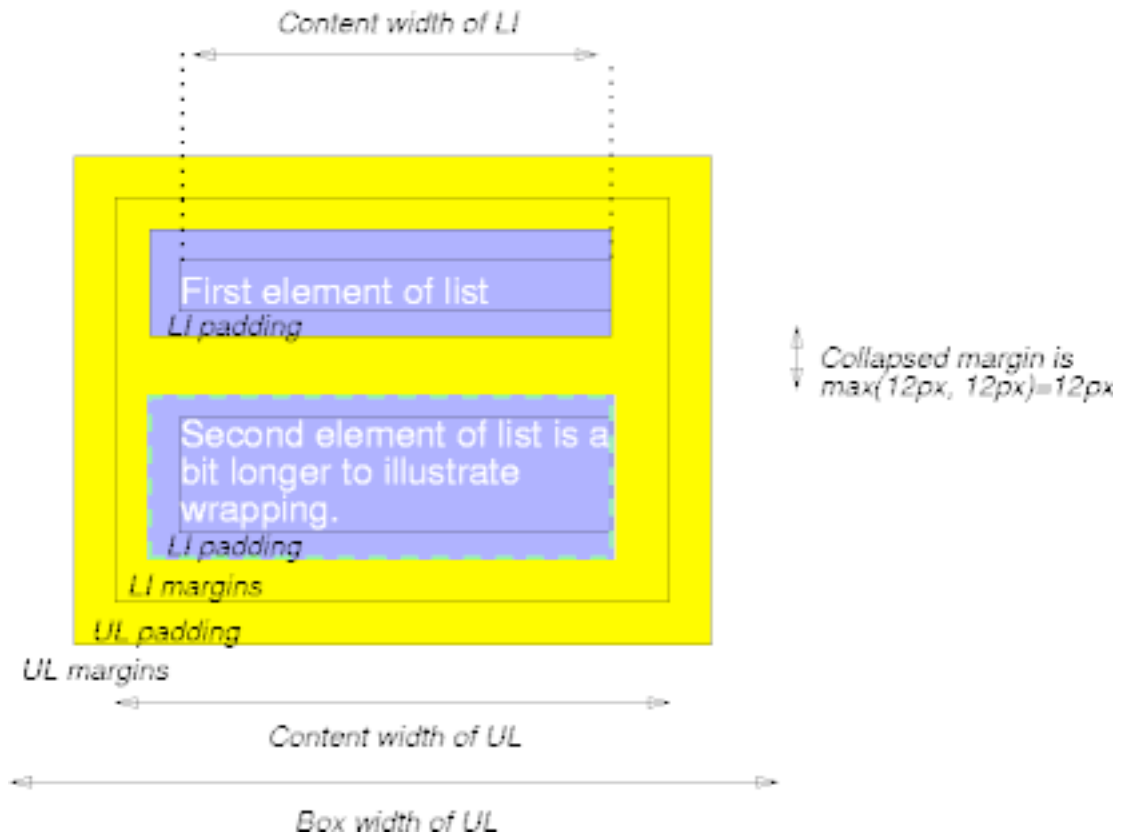 Content width of LI
First element of list
LI padding
Collapsed margin is
max(12px, 12px)=12px
Second element of list is a
bit longer to illustrate
wrapping.
LI padding
LI margins
UL padding
UL margins
Content width of UL
Box width of UL